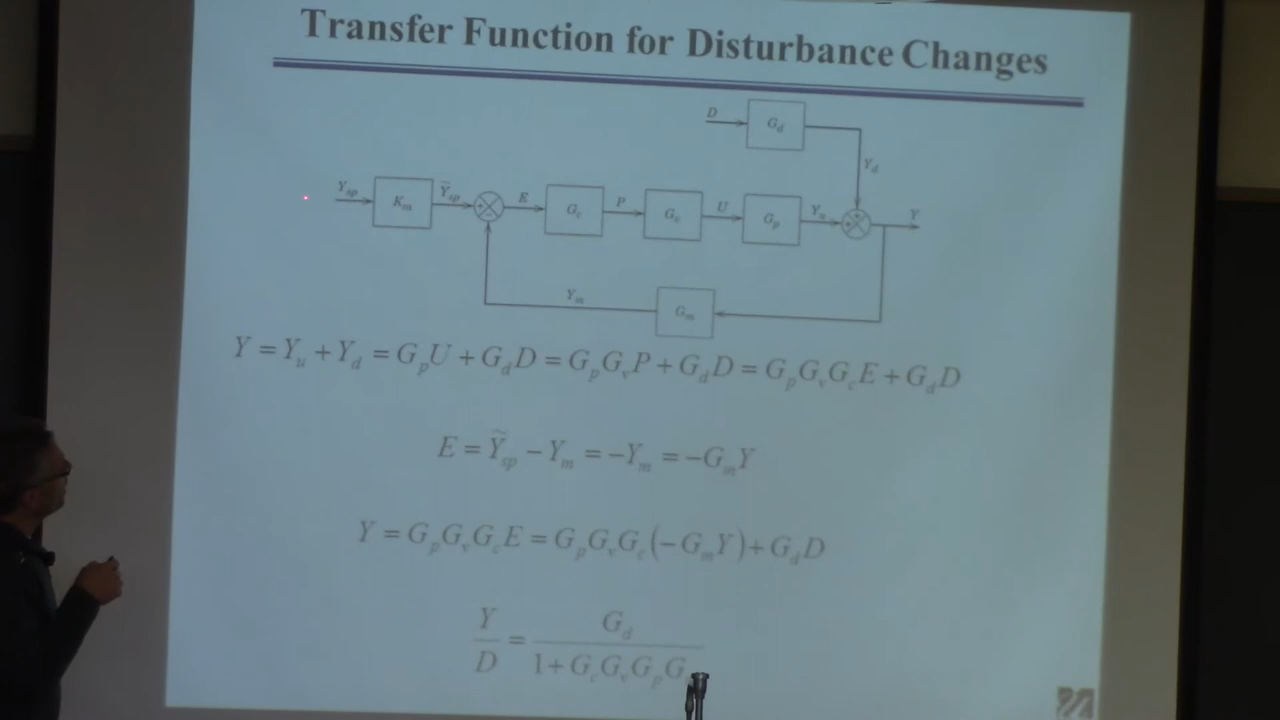 Transfer Function for Disturbance Changes
D G_d
Y_d
Y_sp K_m Ỹ_sp E G_c P G_v U G_p Y_u Y
Y_m G_m
Y = Y_u + Y_d = G_p U + G_d D = G_p G_v P + G_d D = G_p G_v G_c E + G_d D
E = Ỹ_sp − Y_m = −Y_m = −G_m Y
Y = G_p G_v G_c E = G_p G_v G_c (−G_m Y) + G_d D
Y/D = G_d / (1 + G_c G_v G_p G